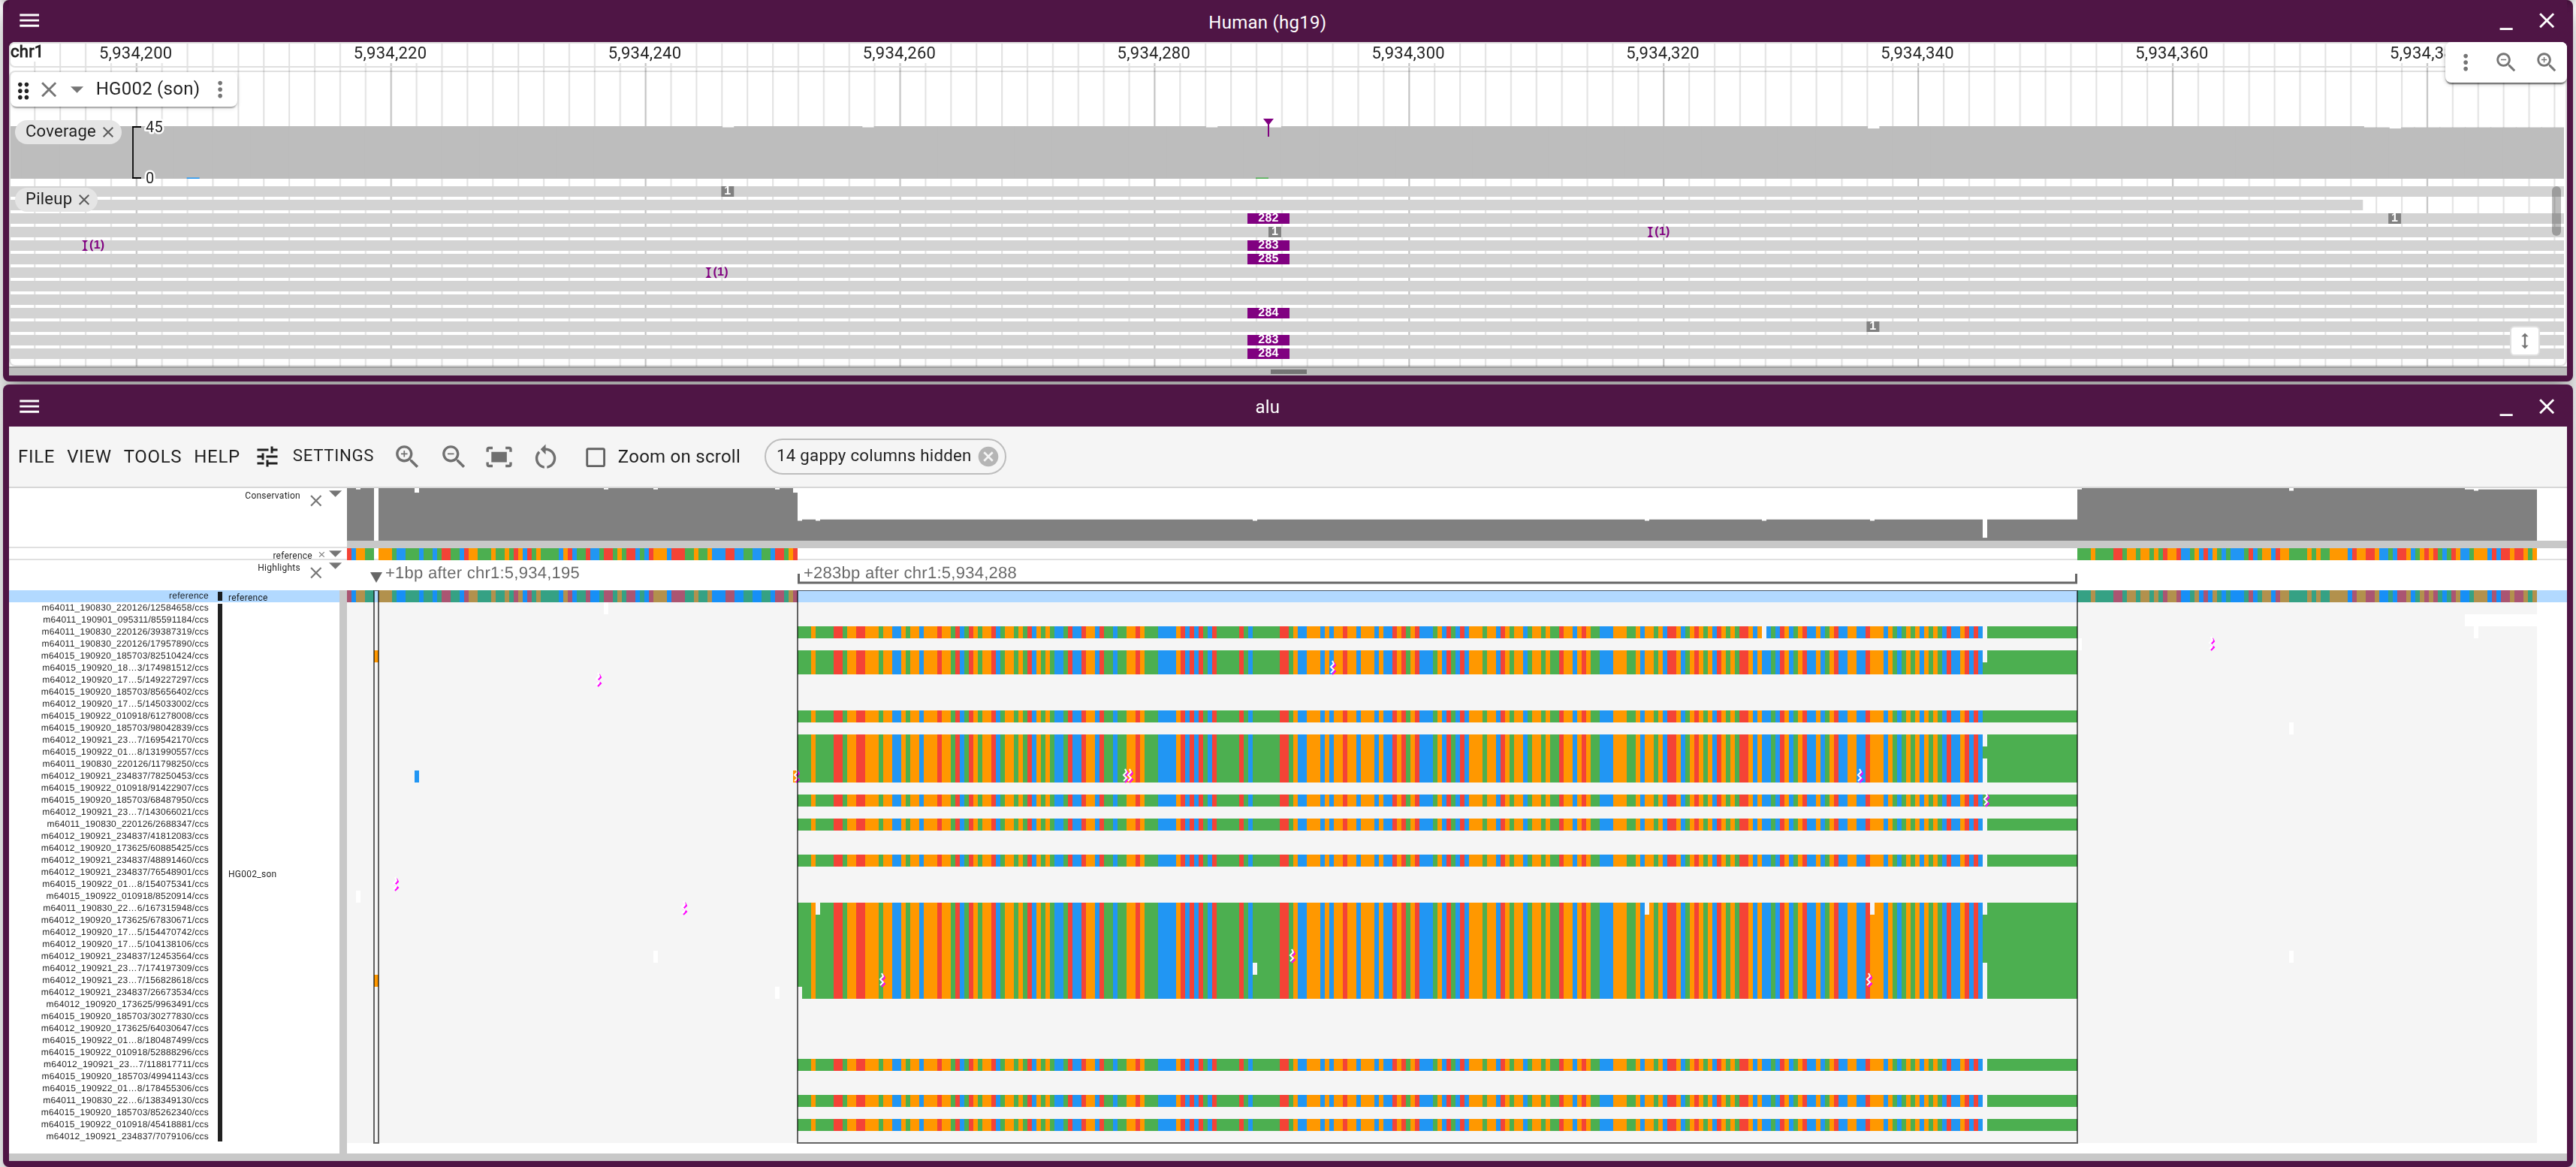 Human (hg19)
chr1
5,934,200 5,934,220 5,934,240 5,934,260 5,934,280 5,934,300 5,934,320 5,934,340 5,934,360 5,934,3
HG002 (son)
Coverage
45
0
Pileup
1
282 1
1 (1)
(1) 283
285
(1)
284
1
283
284
alu
FILE VIEW TOOLS HELP SETTINGS Zoom on scroll 14 gappy columns hidden
Conservation
reference
Highlights
+1bp after chr1:5,934,195 +283bp after chr1:5,934,288
reference reference
m64011_190830_220126/12584658/ccs
m64011_190901_095311/85591184/ccs
m64011_190830_220126/39387319/ccs
m64011_190830_220126/17957890/ccs
m64015_190920_185703/82510424/ccs
m64015_190920_18...3/174981512/ccs
m64012_190920_17...5/149227297/ccs
m64015_190920_185703/85656402/ccs
m64012_190920_17...5/145033002/ccs
m64015_190922_010918/61278008/ccs
m64015_190920_185703/98042839/ccs
m64012_190921_23...7/169542170/ccs
m64015_190922_01...8/131990557/ccs
m64011_190830_220126/11798250/ccs
m64012_190921_234837/78250453/ccs
m64015_190922_010918/91422907/ccs
m64015_190920_185703/68487950/ccs
m64012_190921_23...7/143066021/ccs
m64011_190830_220126/2688347/ccs
m64012_190921_234837/41812083/ccs
m64012_190920_173625/60885425/ccs
m64012_190921_234837/48891460/ccs
m64012_190921_234837/76548901/ccs
HG002_son
m64015_190922_01...8/154075341/ccs
m64015_190922_010918/8520914/ccs
m64011_190830_22...6/167315948/ccs
m64012_190920_173625/67830671/ccs
m64012_190920_17...5/154470742/ccs
m64012_190920_17...5/104138106/ccs
m64012_190921_234837/12453564/ccs
m64012_190921_23...7/174197309/ccs
m64012_190921_23...7/156828618/ccs
m64012_190921_234837/26673534/ccs
m64012_190920_173625/9963491/ccs
m64015_190920_185703/30277830/ccs
m64012_190920_173625/64030647/ccs
m64015_190922_01...8/180487499/ccs
m64015_190922_010918/52888296/ccs
m64012_190921_23...7/118817711/ccs
m64015_190920_185703/49941143/ccs
m64015_190922_01...8/178455306/ccs
m64011_190830_22...6/138349130/ccs
m64015_190920_185703/85262340/ccs
m64015_190922_010918/45418881/ccs
m64012_190921_234837/7079106/ccs